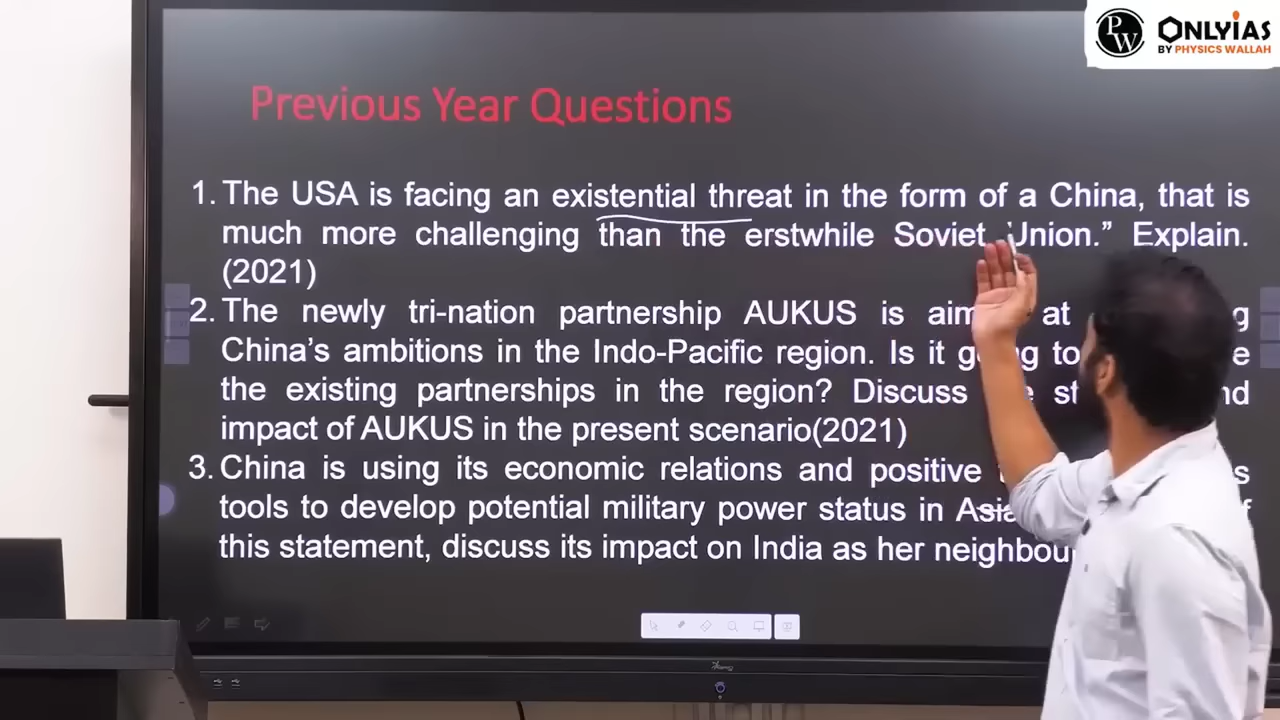 PW ONLYIAS
BY PHYSICS WALLAH
Previous Year Questions
1. The USA is facing an existential threat in the form of a China, that is
much more challenging than the erstwhile Soviet Union.” Explain.
(2021)
2. The newly tri-nation partnership AUKUS is at
China’s ambitions in the Indo-Pacific region. Is it to
the existing partnerships in the region? Discuss
impact of AUKUS in the present scenario(2021)
3. China is using its economic relations and positive
tools to develop potential military power status in Asia
this statement, discuss its impact on India as her